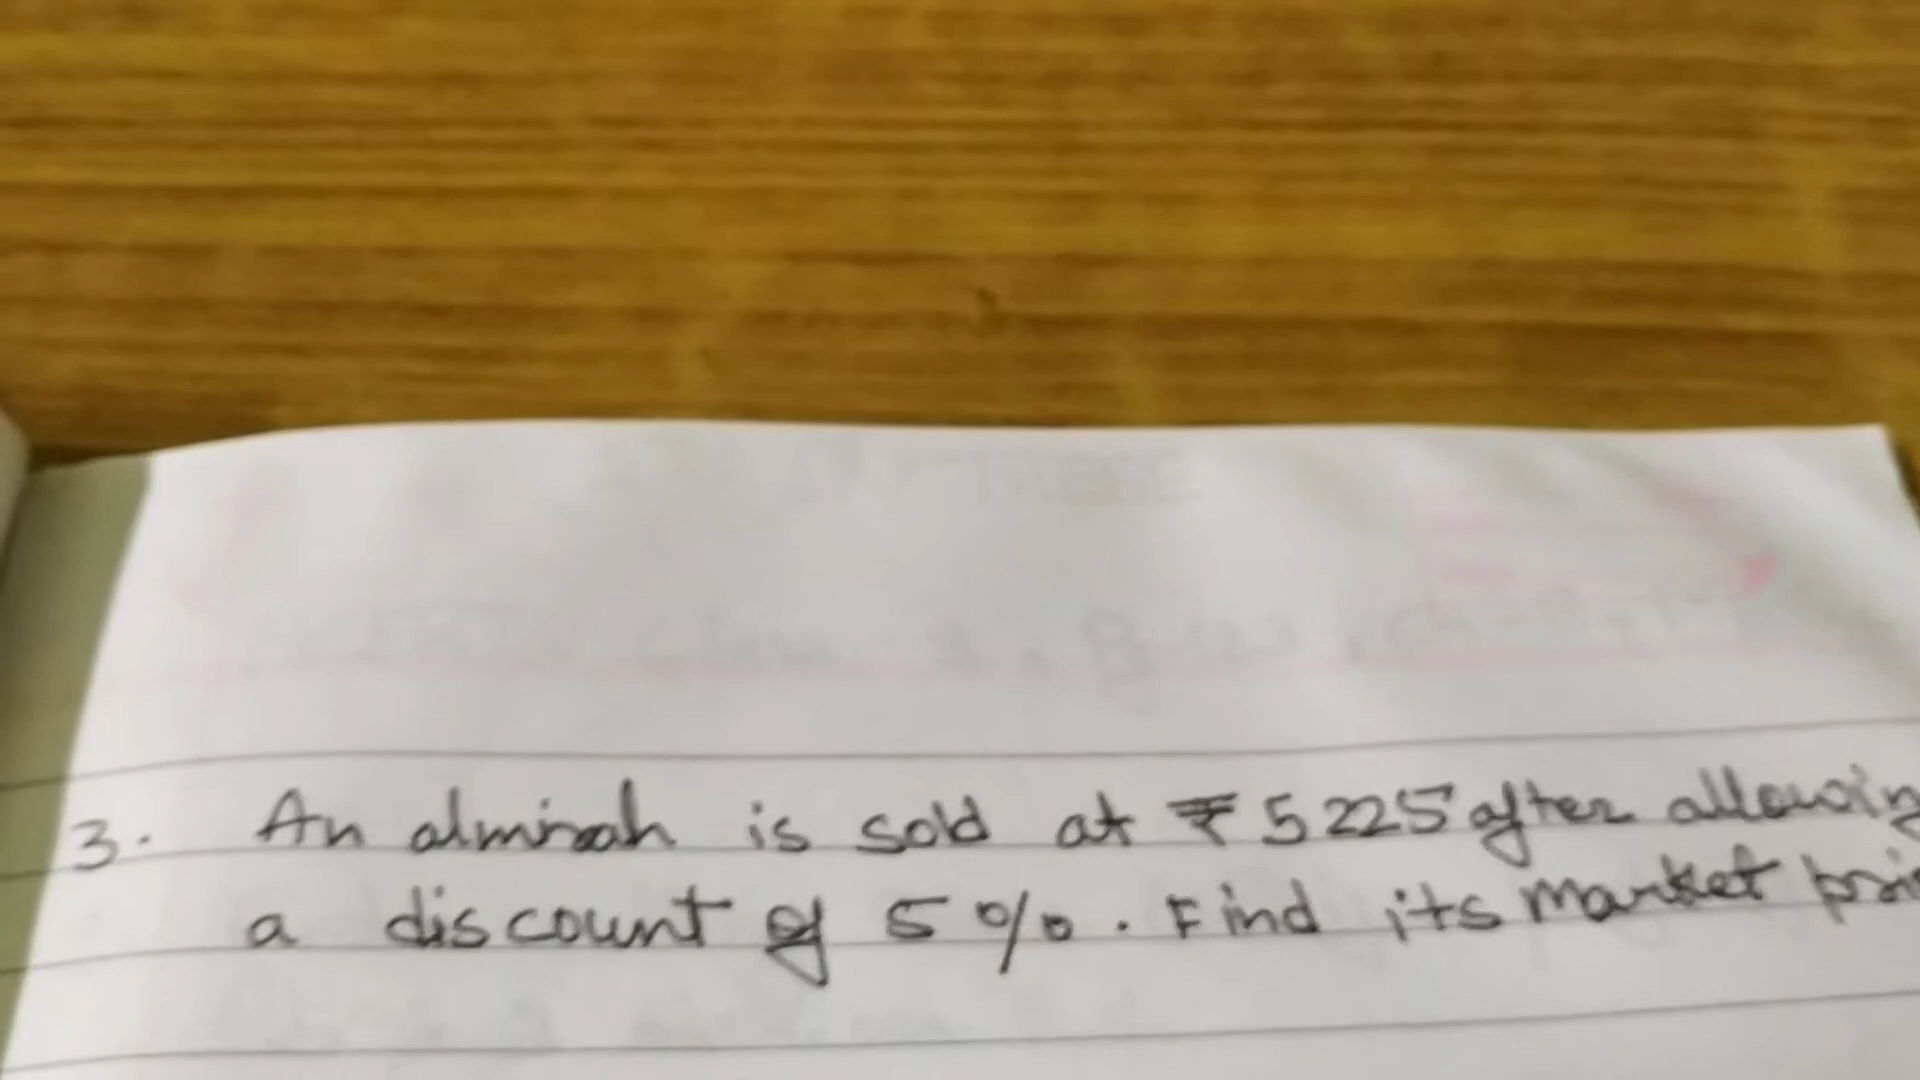 3. An almirah is sold at ₹ 5225 after allowing
a discount of 5%. Find its market